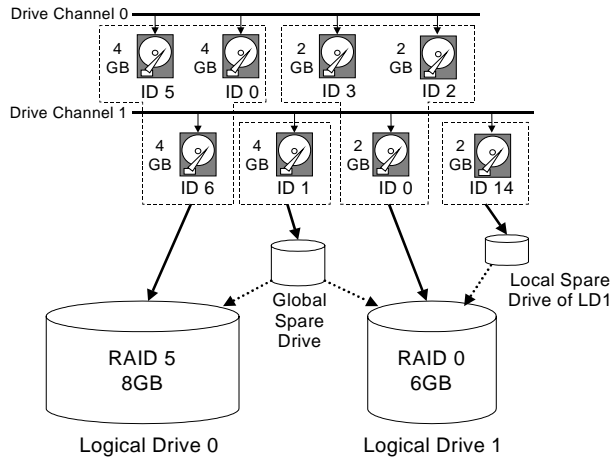 Drive Channel 0
4 GB
4 GB
2 GB
2 GB
ID 5
ID 0
ID 3
ID 2
Drive Channel 1
4 GB
4 GB
2 GB
2 GB
ID 6
ID 1
ID 0
ID 14
Global
Spare
Drive
Local Spare
Drive of LD1
RAID 5
8GB
RAID 0
6GB
Logical Drive 0
Logical Drive 1